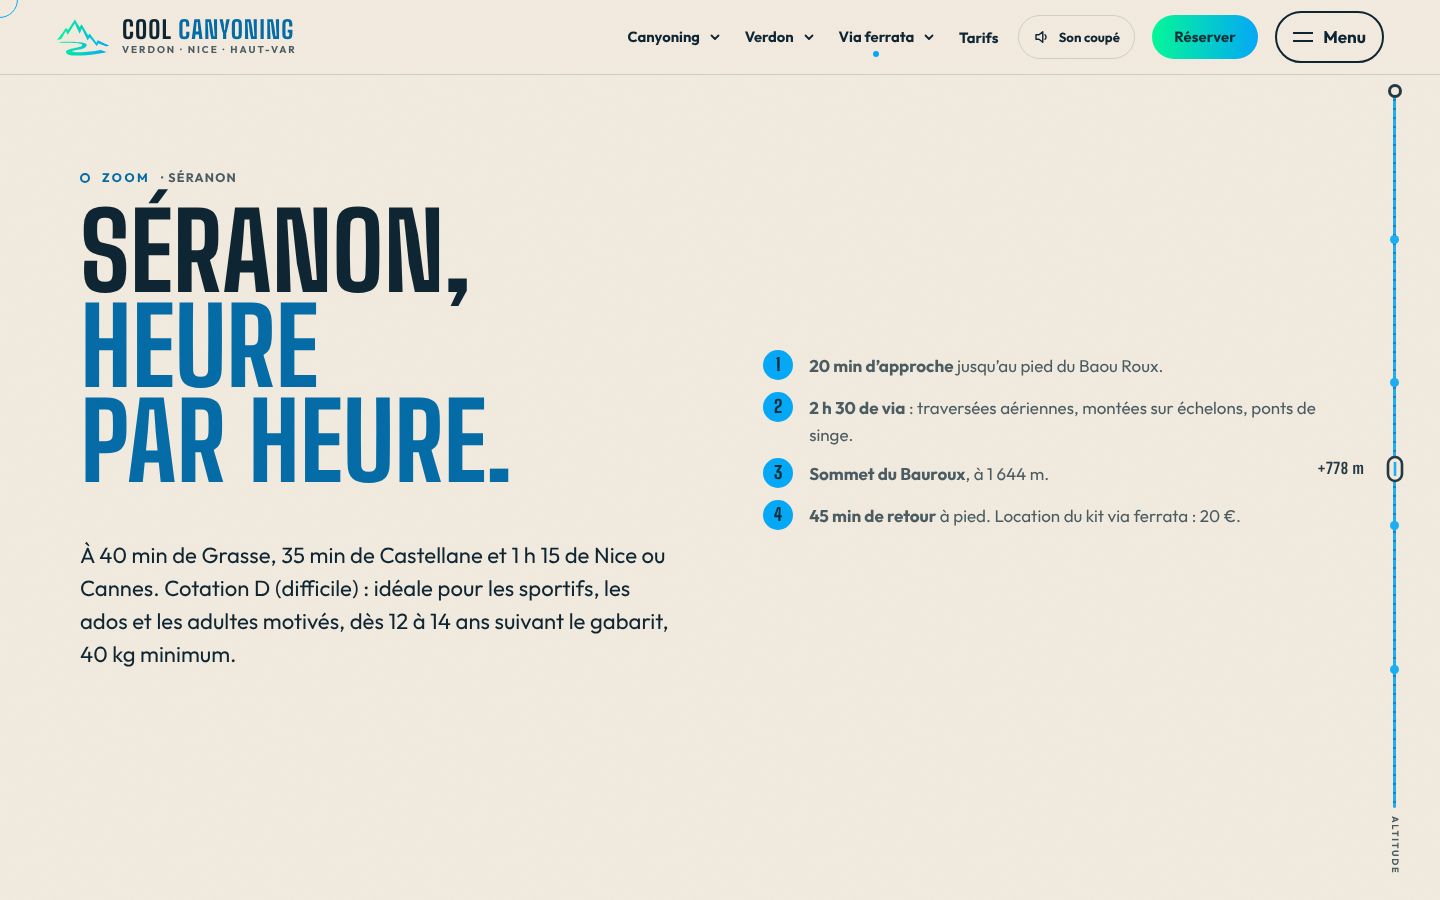 COOL CANYONING
VERDON · NICE · HAUT-VAR
Canyoning
Verdon
Via ferrata
Tarifs
Son coupé
Réserver
Menu
ZOOM · SÉRANON
SÉRANON,
HEURE
PAR HEURE.
À 40 min de Grasse, 35 min de Castellane et 1 h 15 de Nice ou
Cannes. Cotation D (difficile) : idéale pour les sportifs, les
ados et les adultes motivés, dès 12 à 14 ans suivant le gabarit,
40 kg minimum.
1 20 min d’approche jusqu’au pied du Baou Roux.
2 2 h 30 de via : traversées aériennes, montées sur échelons, ponts de
singe.
3 Sommet du Bauroux, à 1 644 m.
4 45 min de retour à pied. Location du kit via ferrata : 20 €.
+778 m
ALTITUDE